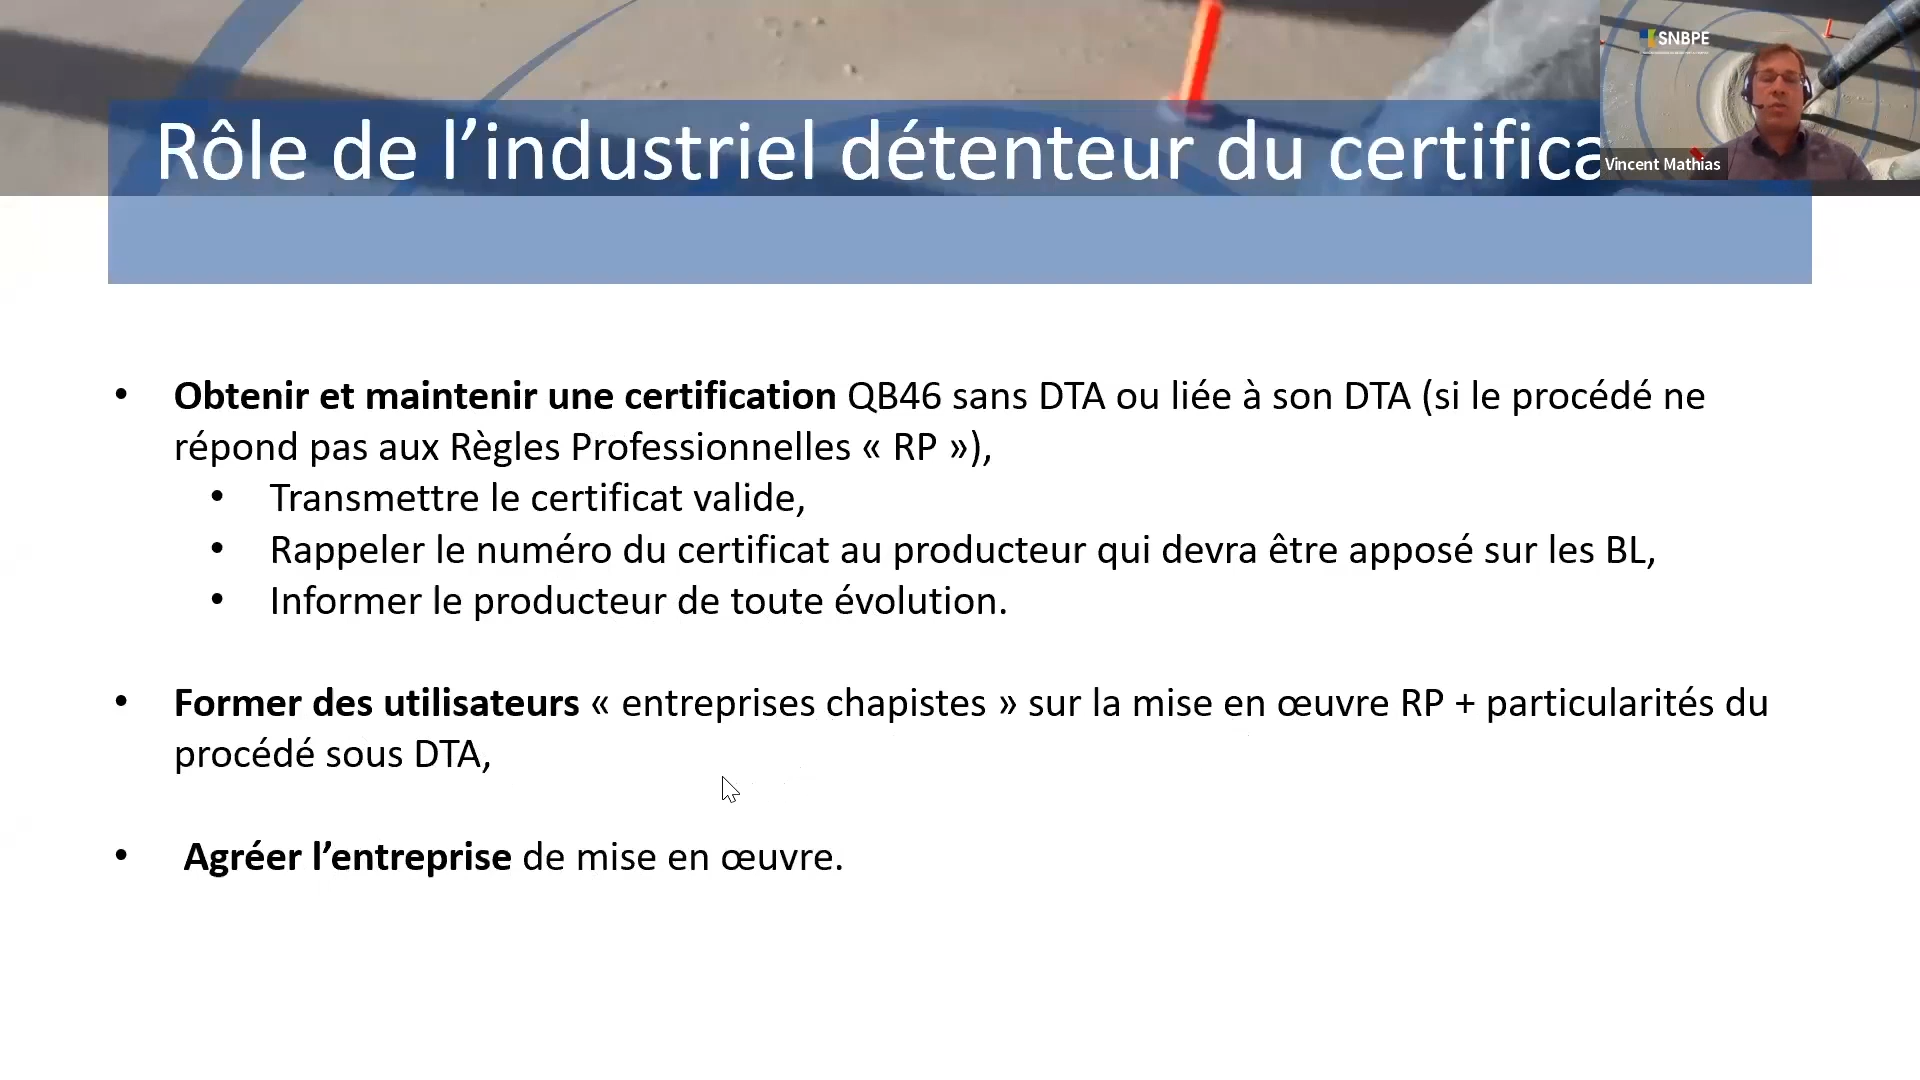 SNBPE
Rôle de l’industriel détenteur du certifica
Vincent Mathias
• Obtenir et maintenir une certification QB46 sans DTA ou liée à son DTA (si le procédé ne
répond pas aux Règles Professionnelles « RP »),
• Transmettre le certificat valide,
• Rappeler le numéro du certificat au producteur qui devra être apposé sur les BL,
• Informer le producteur de toute évolution.
• Former des utilisateurs « entreprises chapistes » sur la mise en œuvre RP + particularités du
procédé sous DTA,
• Agréer l’entreprise de mise en œuvre.